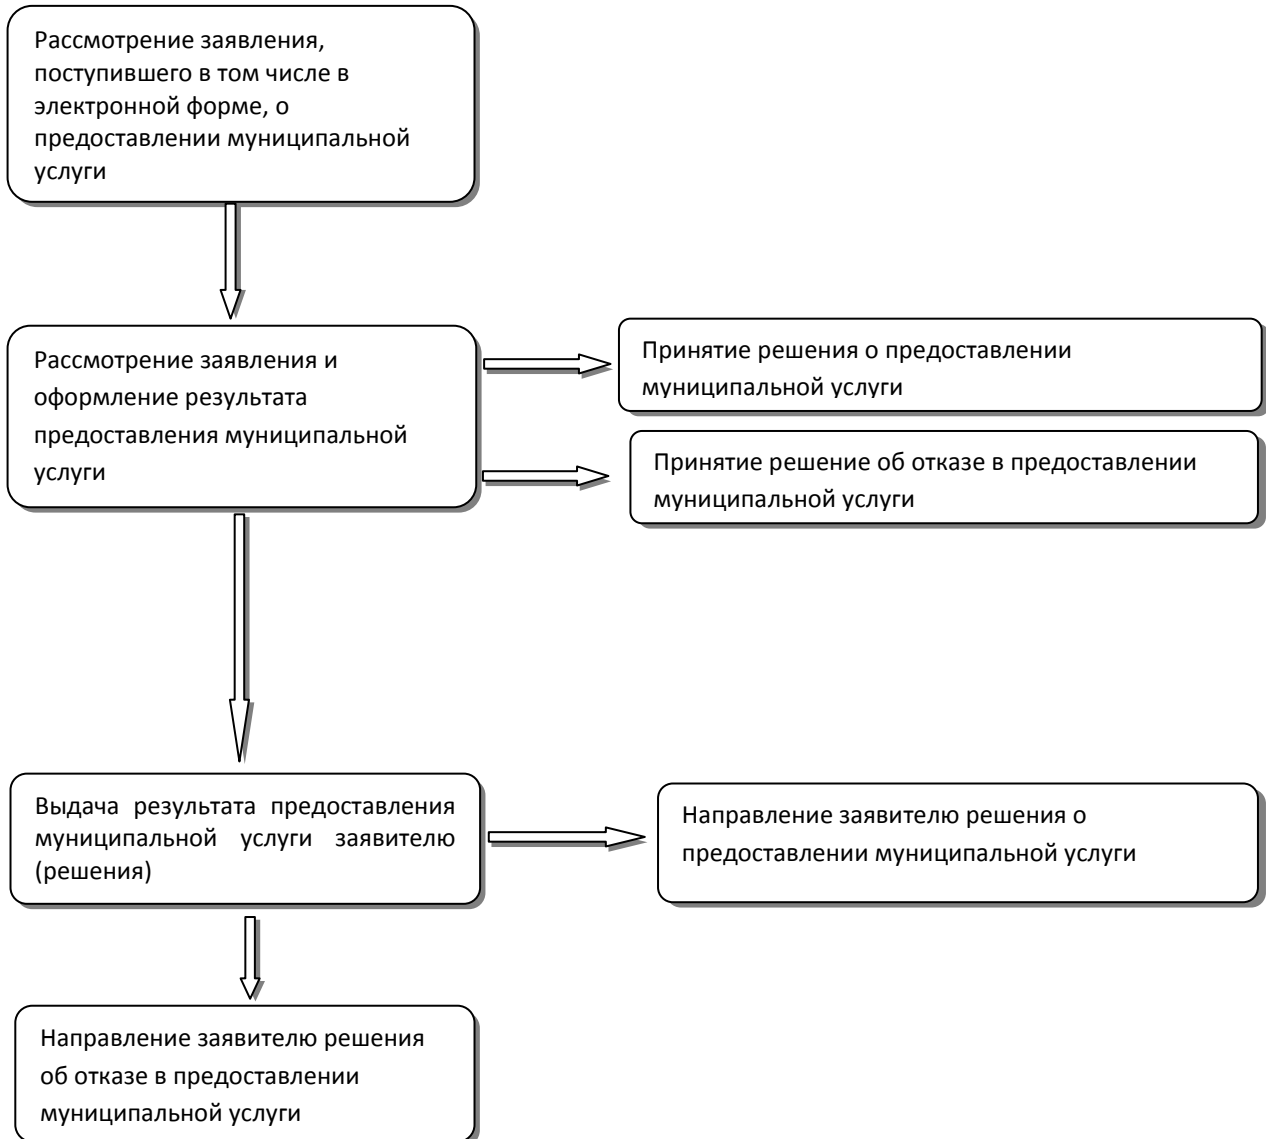 Рассмотрение заявления,
поступившего в том числе в
электронной форме, о
предоставлении муниципальной
услуги
Рассмотрение заявления и
оформление результата
предоставления муниципальной
услуги
Принятие решения о предоставлении
муниципальной услуги
Принятие решение об отказе в предоставлении
муниципальной услуги
Выдача результата предоставления
муниципальной услуги заявителю
(решения)
Направление заявителю решения о
предоставлении муниципальной услуги
Направление заявителю решения
об отказе в предоставлении
муниципальной услуги